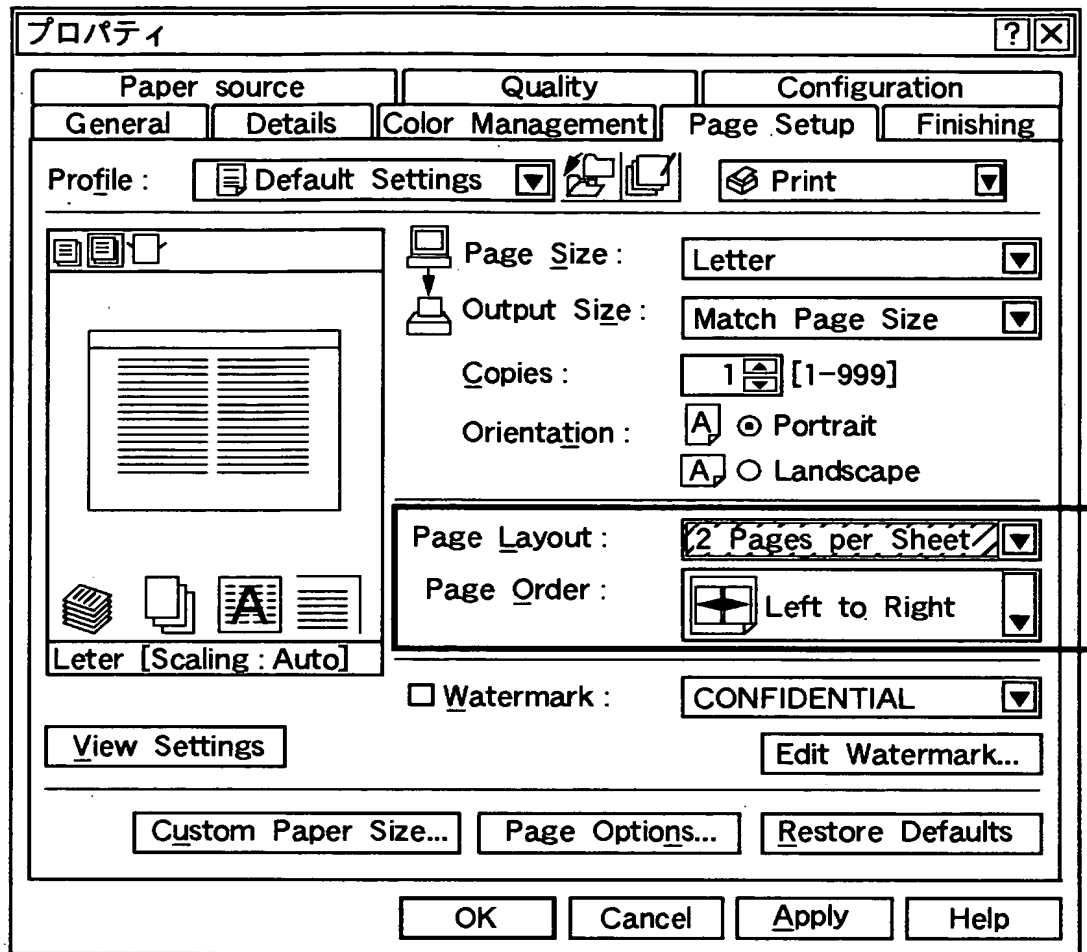 プロパティ ? X
Paper source Quality Configuration
General Details Color Management Page Setup Finishing
Profile : Default Settings Print
Page Size : Letter
Output Size : Match Page Size
Copies : 1 [1-999]
Orientation : A Portrait
A Landscape
Page Layout : 2 Pages per Sheet
Page Order : Left to Right
A
Leter [Scaling : Auto]
Watermark : CONFIDENTIAL
View Settings Edit Watermark...
Custom Paper Size... Page Options... Restore Defaults
OK Cancel Apply Help